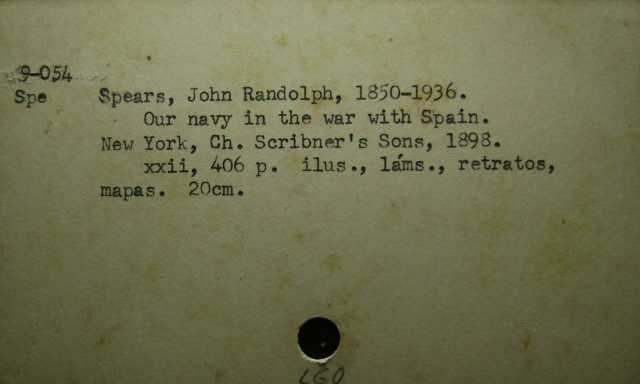 9-054
Spe Spears, John Randolph, 1850-1936.
Our navy in the war with Spain.
New York, Ch. Scribner's Sons, 1898.
xxii, 406 p. ilus., láms., retratos,
mapas. 20cm.